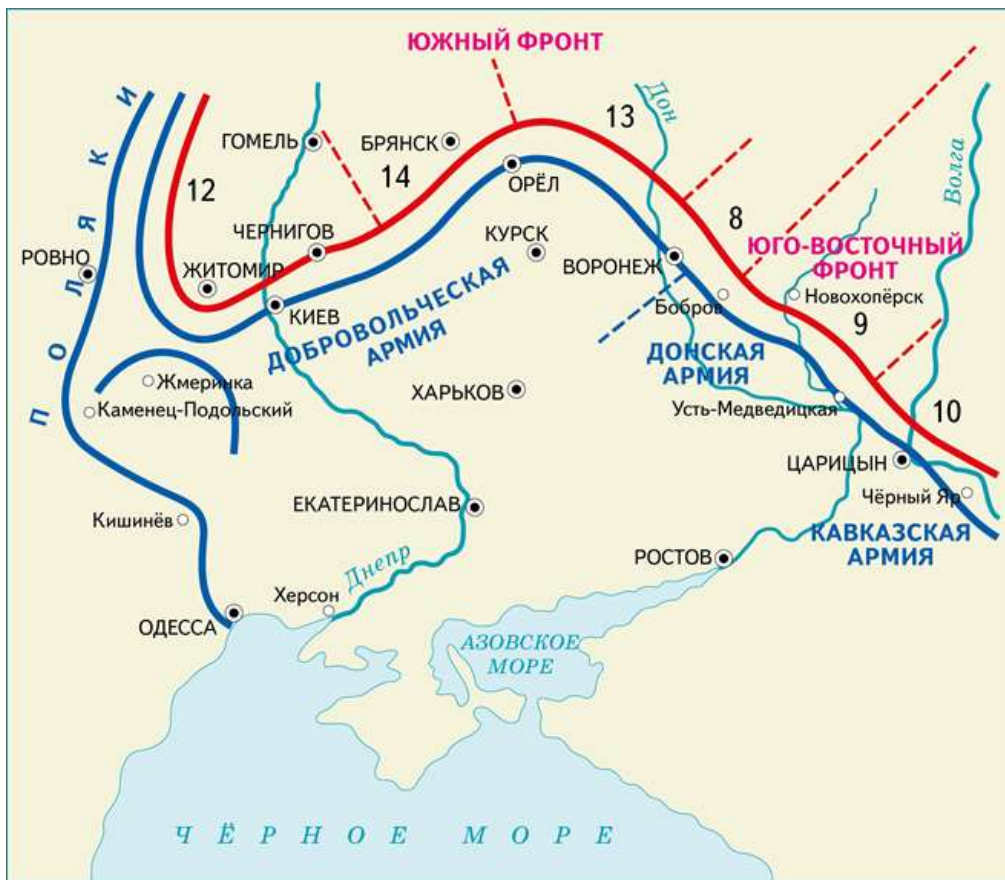 ЮЖНЫЙ ФРОНТ
ПОЛЯКИ
Дон
Волга
13
ГОМЕЛЬ
БРЯНСК
14
12
ОРЁЛ
8
ЧЕРНИГОВ
КУРСК
ЮГО-ВОСТОЧНЫЙ
ФРОНТ
РОВНО
ЖИТОМИР
ВОРОНЕЖ
КИЕВ
Бобров
Новохопёрск
ДОБРОВОЛЬЧЕСКАЯ
АРМИЯ
9
ДОНСКАЯ
АРМИЯ
Жмеринка
ХАРЬКОВ
Каменец-Подольский
Усть-Медведицкая
10
ЦАРИЦЫН
Чёрный Яр
ЕКАТЕРИНОСЛАВ
Кишинёв
КАВКАЗСКАЯ
АРМИЯ
РОСТОВ
Днепр
Херсон
ОДЕССА
АЗОВСКОЕ
МОРЕ
ЧЁРНОЕ МОРЕ